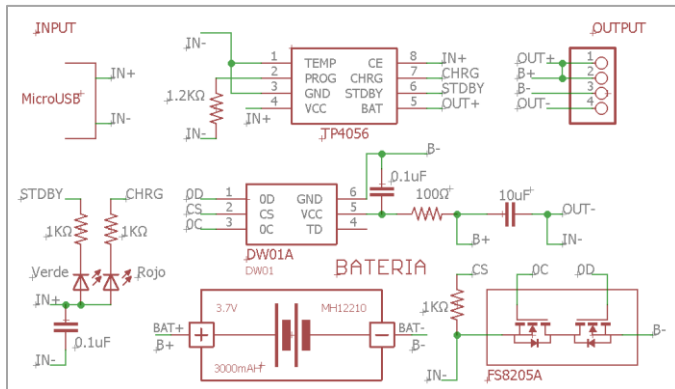 INPUT
OUTPUT
MicroUSB
IN+
IN-
IN-
1.2KΩ
IN-
IN+
1 TEMP CE 8 IN+
2 PROG CHRG 7 CHRG
3 GND STDBY 6 STDBY
4 VCC BAT 5 OUT+
TP4056
OUT+ 1
B+ 2
B- 3
OUT- 4
STDBY
CHRG
1KΩ
1KΩ
Verde
Rojo
IN+
0.1uF
IN-
0D 1 0D GND 6
CS 2 CS VCC 5
0C 3 0C TD 4
DW01A
DW01
B-
0.1uF
100Ω
10uF
OUT-
B+
IN-
BATERIA
3.7V
MH12210
BAT+
B+
BAT-
B-
3000mAH
CS
1KΩ
IN-
0C
0D
B-
FS8205A